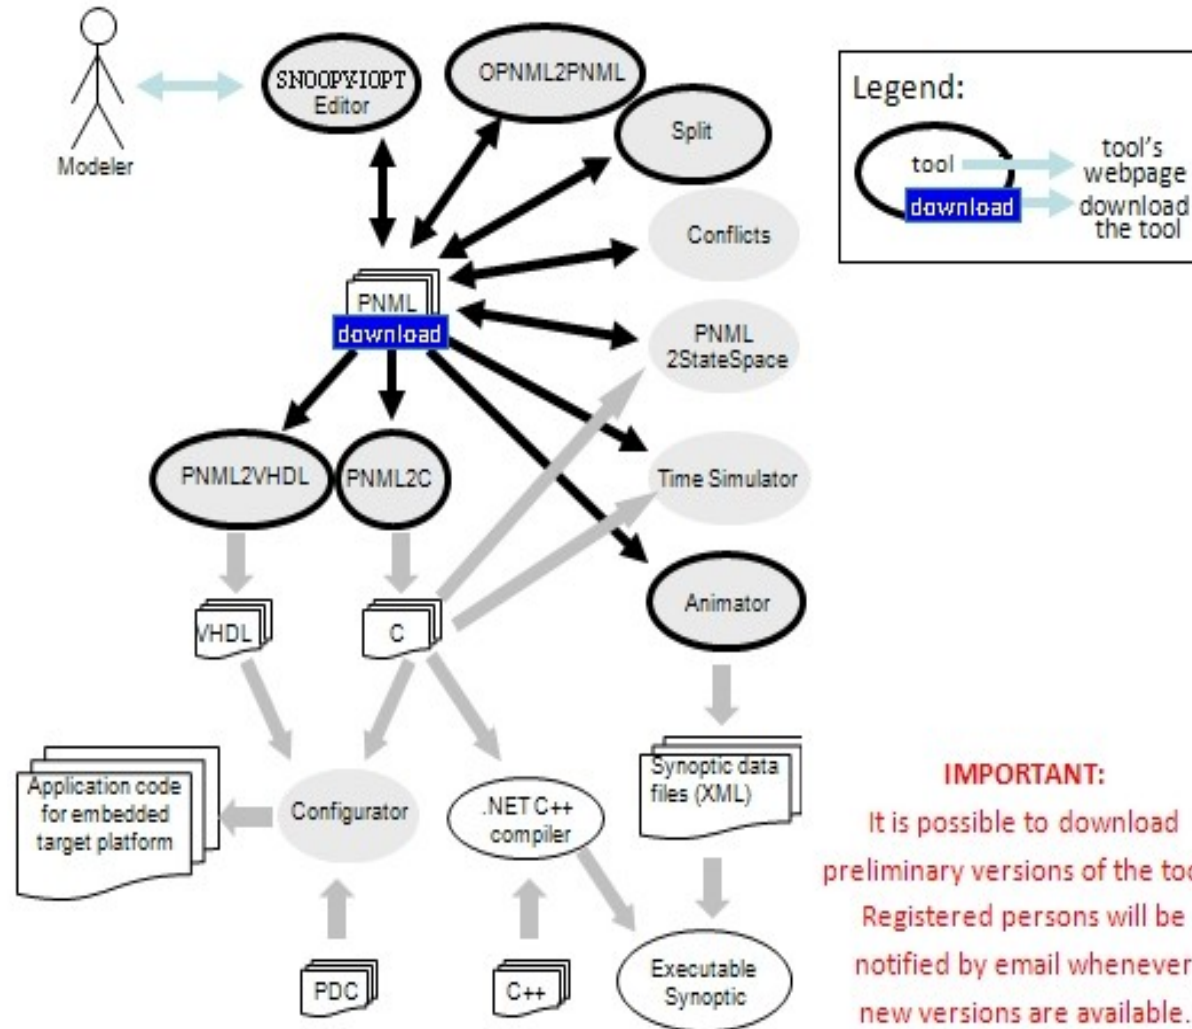 SNOOPY-IOPT
Editor
OPNML2PNML
Split
Modeler
Conflicts
PNML
download
PNML
2StateSpace
PNML2VHDL
PNML2C
Time Simulator
Animator
VHDL
C
Application code
for embedded
target platform
Configurator
.NET C++
compiler
Synoptic data
files (XML)
PDC
C++
Executable
Synoptic
Legend:
tool
tool's
webpage
download
download
the tool
IMPORTANT:
It is possible to download
preliminary versions of the
Registered persons will be
notified by email whenever
new versions are available.